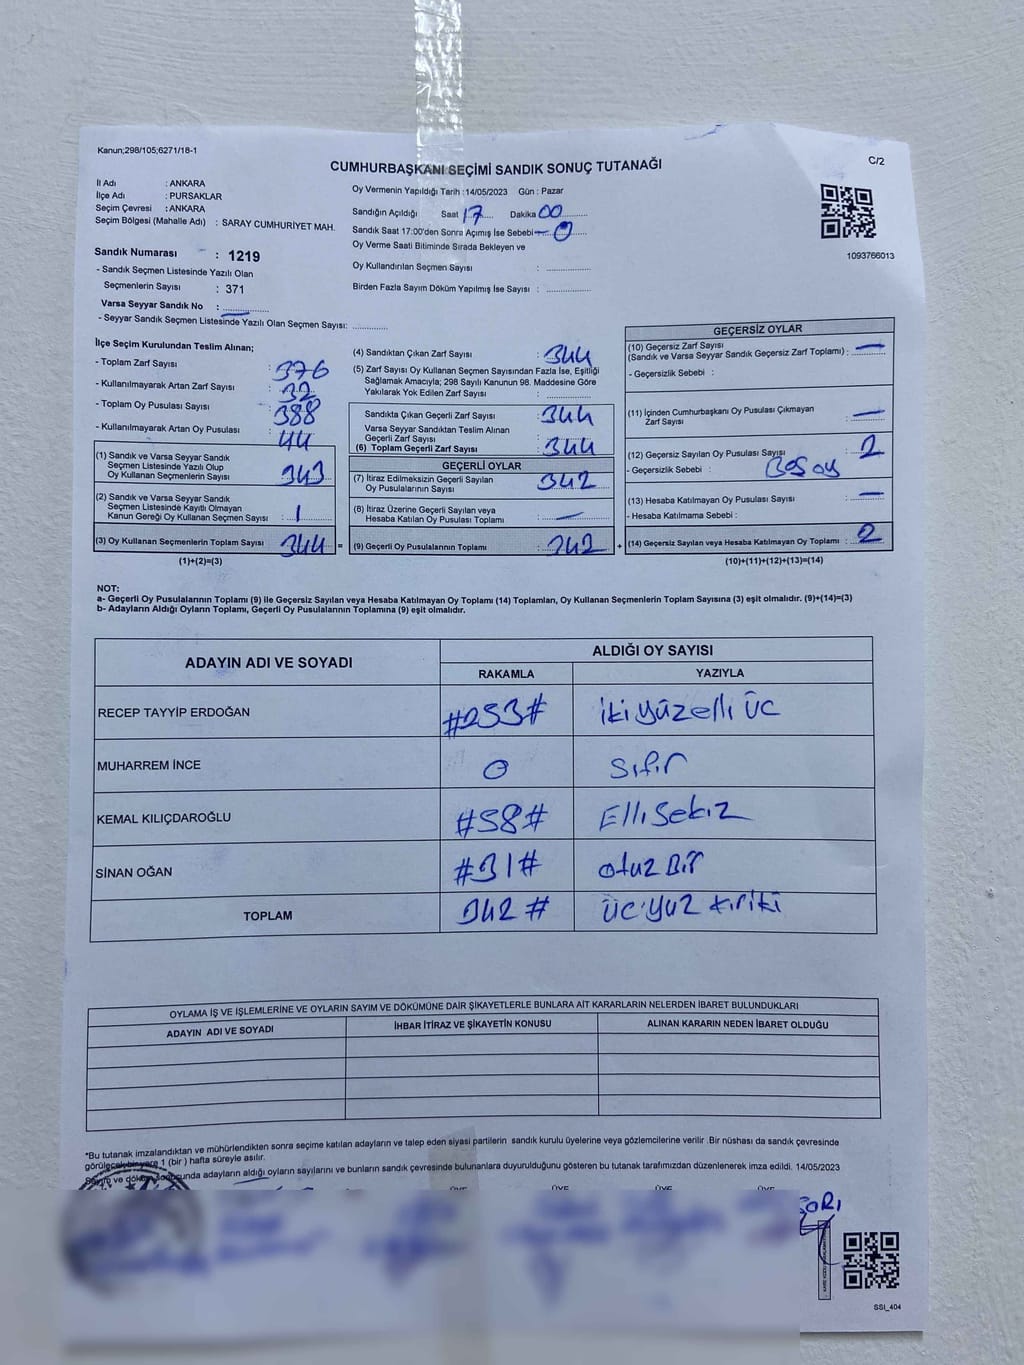 Kanun;298/105;6271/18-1
CUMHURBAŞKANI SEÇİMİ SANDIK SONUÇ TUTANAĞI
C/2
İl Adı : ANKARA
İlçe Adı : PURSAKLAR
Seçim Çevresi : ANKARA
Seçim Bölgesi (Mahalle Adı) : SARAY CUMHURİYET MAH.
Oy Vermenin Yapıldığı Tarih :14/05/2023 Gün : Pazar
Sandığın Açıldığı Saat 17 Dakika 00
Sandık Saat 17:00'den Sonra Açımış İse Sebebi 0
Oy Verme Saati Bitiminde Sırada Bekleyen ve
Oy Kullandırılan Seçmen Sayısı :
Birden Fazla Sayım Döküm Yapılmış İse Sayısı :
1093766013
Sandık Numarası : 1219
- Sandık Seçmen Listesinde Yazılı Olan
Seçmenlerin Sayısı : 371
Varsa Seyyar Sandık No : —
- Seyyar Sandık Seçmen Listesinde Yazılı Olan Seçmen Sayısı:
İlçe Seçim Kurulundan Teslim Alınan;
- Toplam Zarf Sayısı : 376
- Kullanılmayarak Artan Zarf Sayısı : 32
- Toplam Oy Pusulası Sayısı : 388
- Kullanılmayarak Artan Oy Pusulası : 44
(1) Sandık ve Varsa Seyyar Sandık
Seçmen Listesinde Yazılı Olup
Oy Kullanan Seçmenlerin Sayısı : 343
(2) Sandık ve Varsa Seyyar Sandık
Seçmen Listesinde Kayıtlı Olmayan
Kanun Gereği Oy Kullanan Seçmen Sayısı : 1
(3) Oy Kullanan Seçmenlerin Toplam Sayısı : 344 =
(1)+(2)=(3)
(4) Sandıktan Çıkan Zarf Sayısı : 344
(5) Zarf Sayısı Oy Kullanan Seçmen Sayısından Fazla İse, Eşitliği
Sağlamak Amacıyla; 298 Sayılı Kanunun 98. Maddesine Göre
Yakılarak Yok Edilen Zarf Sayısı :
Sandıkta Çıkan Geçerli Zarf Sayısı : 344
Varsa Seyyar Sandıktan Teslim Alınan
Geçerli Zarf Sayısı :
(6) Toplam Geçerli Zarf Sayısı : 344
GEÇERLİ OYLAR
(7) İtiraz Edilmeksizin Geçerli Sayılan
Oy Pusulalarının Sayısı : 342
(8) İtiraz Üzerine Geçerli Sayılan veya
Hesaba Katılan Oy Pusulası Toplamı : —
(9) Geçerli Oy Pusulalarının Toplamı : 342 +
GEÇERSİZ OYLAR
(10) Geçersiz Zarf Sayısı
(Sandık ve Varsa Seyyar Sandık Geçersiz Zarf Toplamı) : —
- Geçersizlik Sebebi :
(11) İçinden Cumhurbaşkanı Oy Pusulası Çıkmayan
Zarf Sayısı : —
(12) Geçersiz Sayılan Oy Pusulası Sayısı : 2
- Geçersizlik Sebebi : Boş oy
(13) Hesaba Katılmayan Oy Pusulası Sayısı : —
- Hesaba Katılmama Sebebi :
(14) Geçersiz Sayılan veya Hesaba Katılmayan Oy Toplamı : 2
(10)+(11)+(12)+(13)=(14)
NOT:
a- Geçerli Oy Pusulalarının Toplamı (9) ile Geçersiz Sayılan veya Hesaba Katılmayan Oy Toplamı (14) Toplamları, Oy Kullanan Seçmenlerin Toplam Sayısına (3) eşit olmalıdır. (9)+(14)=(3)
b- Adayların Aldığı Oyların Toplamı, Geçerli Oy Pusulalarının Toplamına (9) eşit olmalıdır.
ADAYIN ADI VE SOYADI
ALDIĞI OY SAYISI
RAKAMLA YAZIYLA
RECEP TAYYİP ERDOĞAN #253# iki yüzelli üç
MUHARREM İNCE 0 sıfır
KEMAL KILIÇDAROĞLU #58# Elli sekiz
SİNAN OĞAN #31# otuz Bir
TOPLAM 342# üç yüz kırk iki
OYLAMA İŞ VE İŞLEMLERİNE VE OYLARIN SAYIM VE DÖKÜMÜNE DAİR ŞİKAYETLERLE BUNLARA AİT KARARLARIN NELERDEN İBARET BULUNDUKLARI
ADAYIN ADI VE SOYADI İHBAR İTİRAZ VE ŞİKAYETİN KONUSU ALINAN KARARIN NEDEN İBARET OLDUĞU
*Bu tutanak imzalandıktan ve mühürlendikten sonra seçime katılan adayların ve talep eden siyasi partilerin sandık kurulu üyelerine veya gözlemcilerine verilir .Bir nüshası da sandık çevresinde
görülecek bir yere 1 (bir ) hafta süreyle asılır.
Sayım ve döküm sonucunda adayların aldığı oyların sayılarını ve bunların sandık çevresinde bulunanlara duyurulduğunu gösteren bu tutanak tarafımızdan düzenlenerek imza edildi. 14/05/2023
ÜYE ÜYE ÜYE ÜYE
SSİ_404